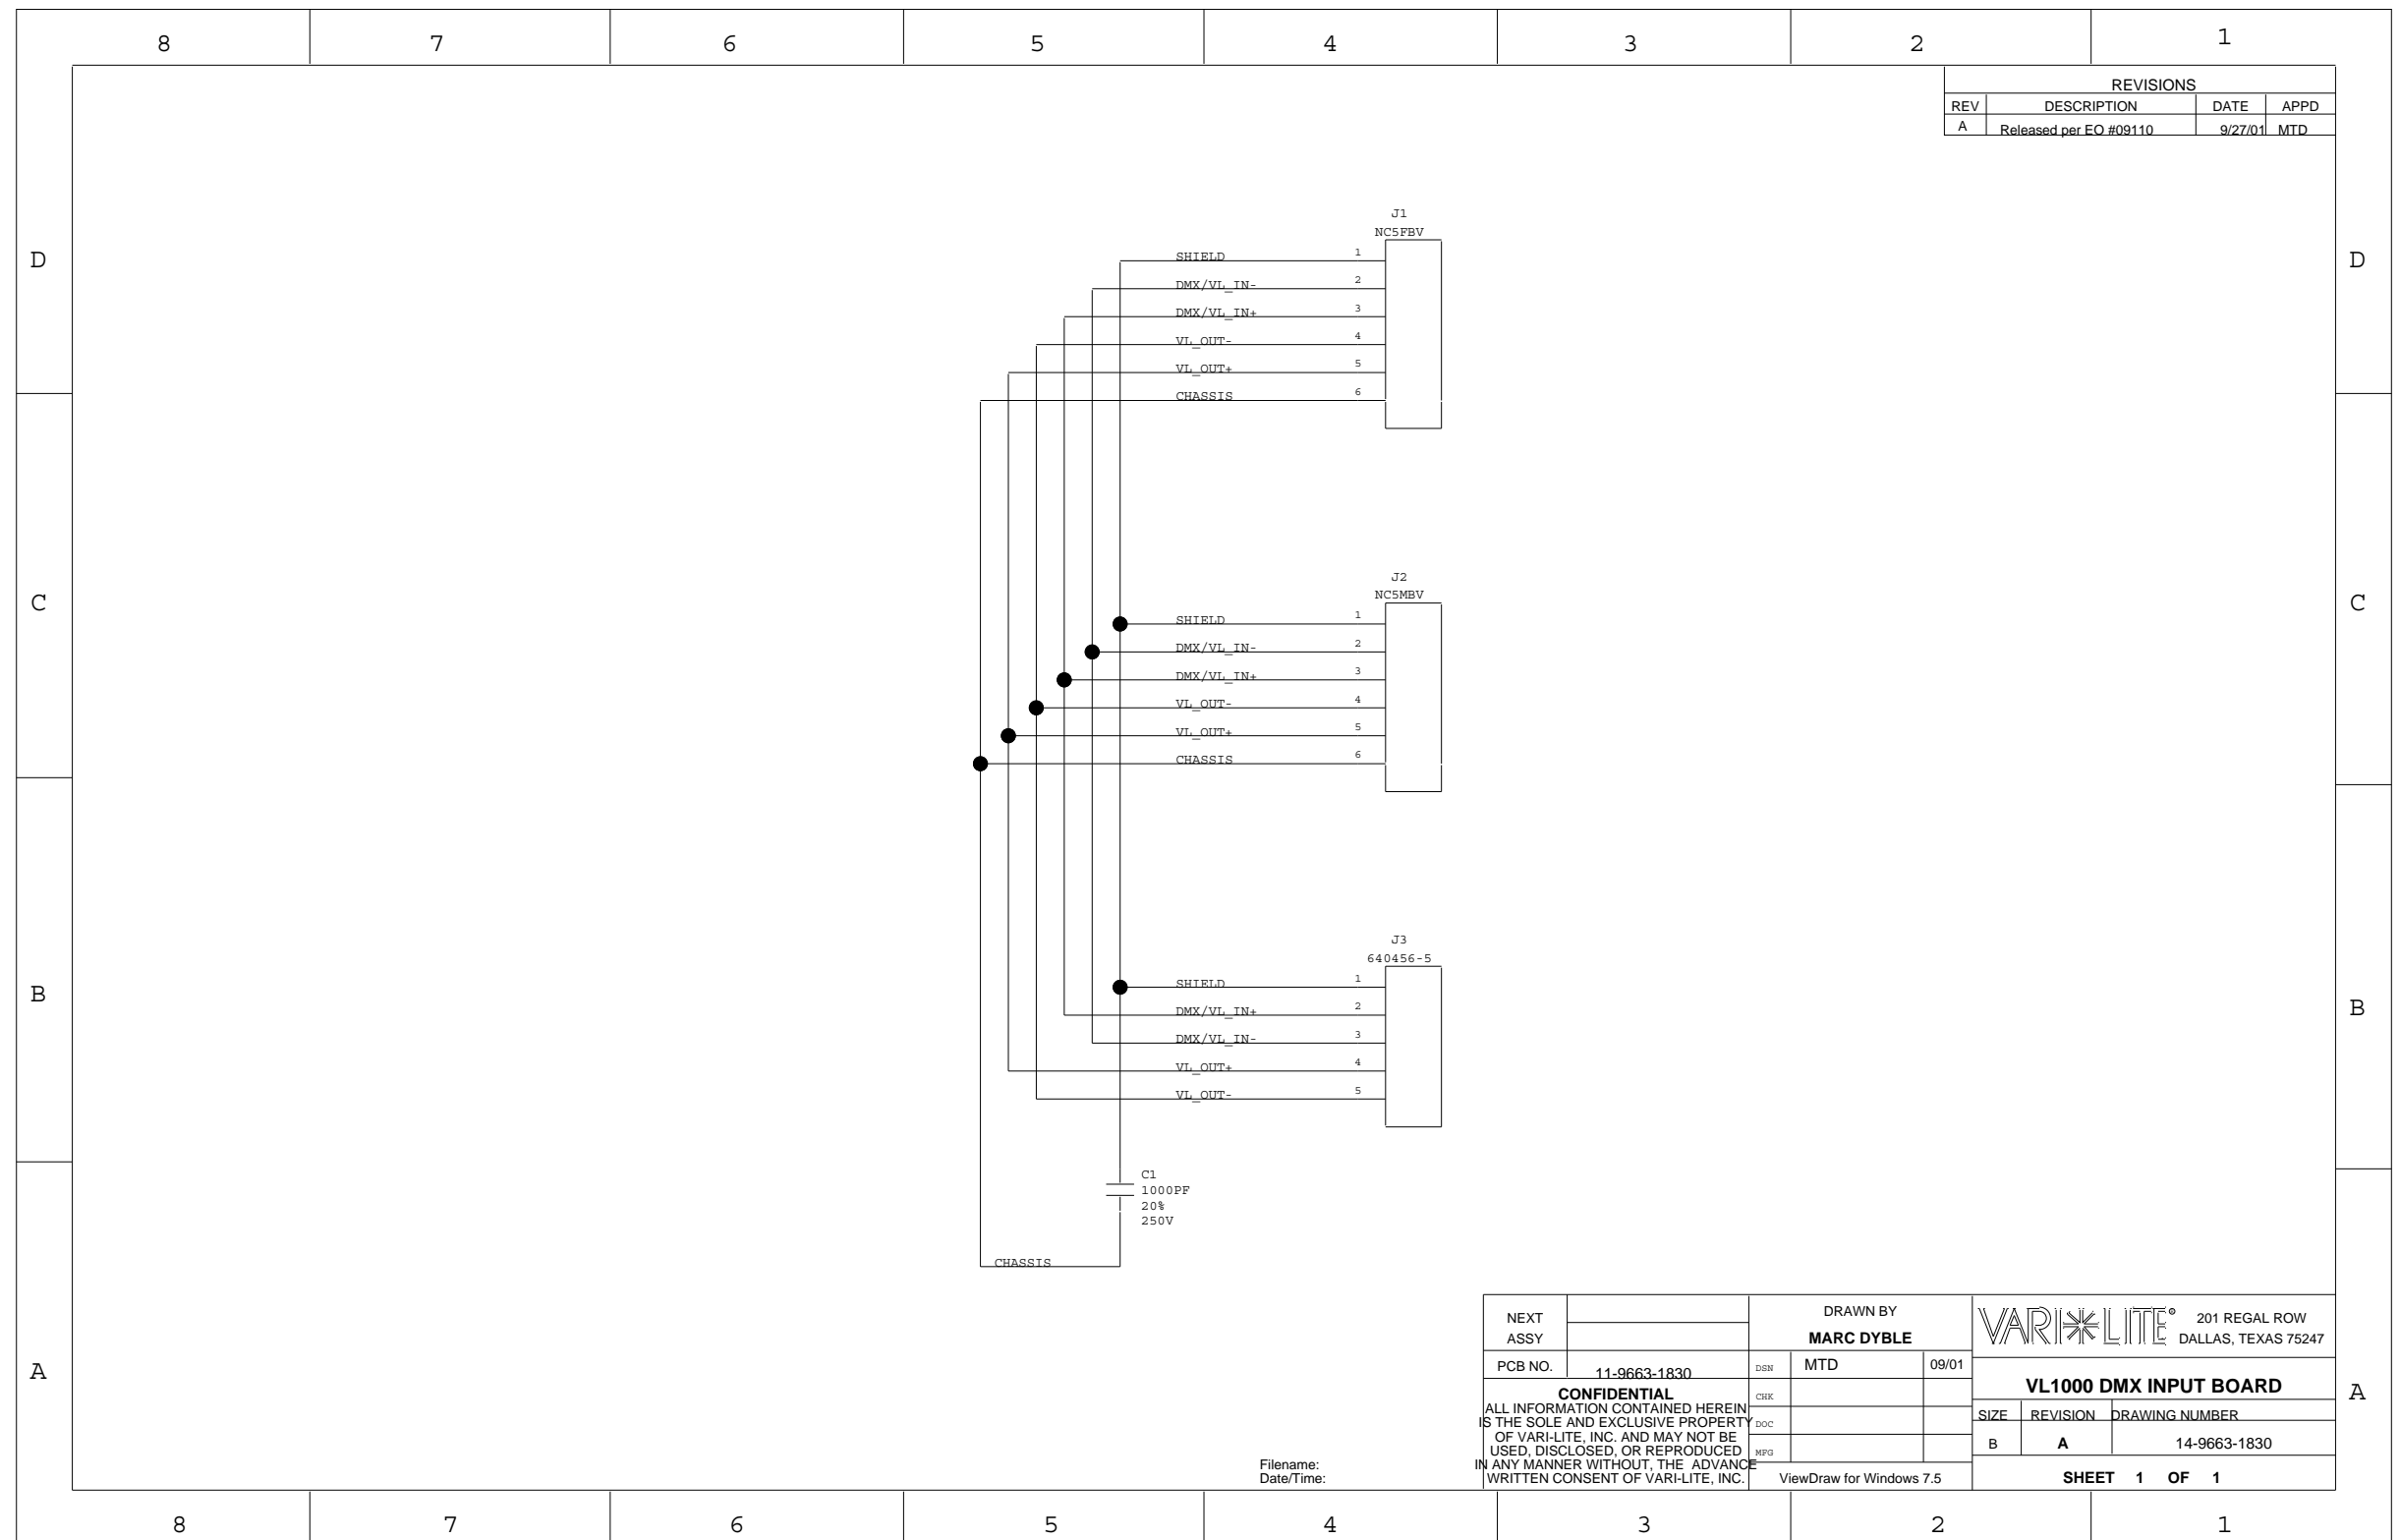 8 7 6 5 4 3 2 1
REVISIONS
REV DESCRIPTION DATE APPD
A Released per EO #09110 9/27/01 MTD
D D
J1
NC5FBV
SHIELD 1
DMX/VL_IN- 2
DMX/VL_IN+ 3
VL_OUT- 4
VL_OUT+ 5
CHASSIS 6
C C
J2
NC5MBV
SHIELD 1
DMX/VL_IN- 2
DMX/VL_IN+ 3
VL_OUT- 4
VL_OUT+ 5
CHASSIS 6
B B
J3
640456-5
SHIELD 1
DMX/VL_IN+ 2
DMX/VL_IN- 3
VL_OUT+ 4
VL_OUT- 5
C1
1000PF
20%
250V
CHASSIS
A A
NEXT
ASSY
PCB NO. 11-9663-1830
CONFIDENTIAL
ALL INFORMATION CONTAINED HEREIN
IS THE SOLE AND EXCLUSIVE PROPERTY
OF VARI-LITE, INC. AND MAY NOT BE
USED, DISCLOSED, OR REPRODUCED
IN ANY MANNER WITHOUT, THE ADVANCE
WRITTEN CONSENT OF VARI-LITE, INC.
DRAWN BY
MARC DYBLE
DSN MTD 09/01
CHK
DOC
MFG
ViewDraw for Windows 7.5
VARI*LITE® 201 REGAL ROW
DALLAS, TEXAS 75247
VL1000 DMX INPUT BOARD
SIZE REVISION DRAWING NUMBER
B A 14-9663-1830
SHEET 1 OF 1
Filename:
Date/Time:
8 7 6 5 4 3 2 1